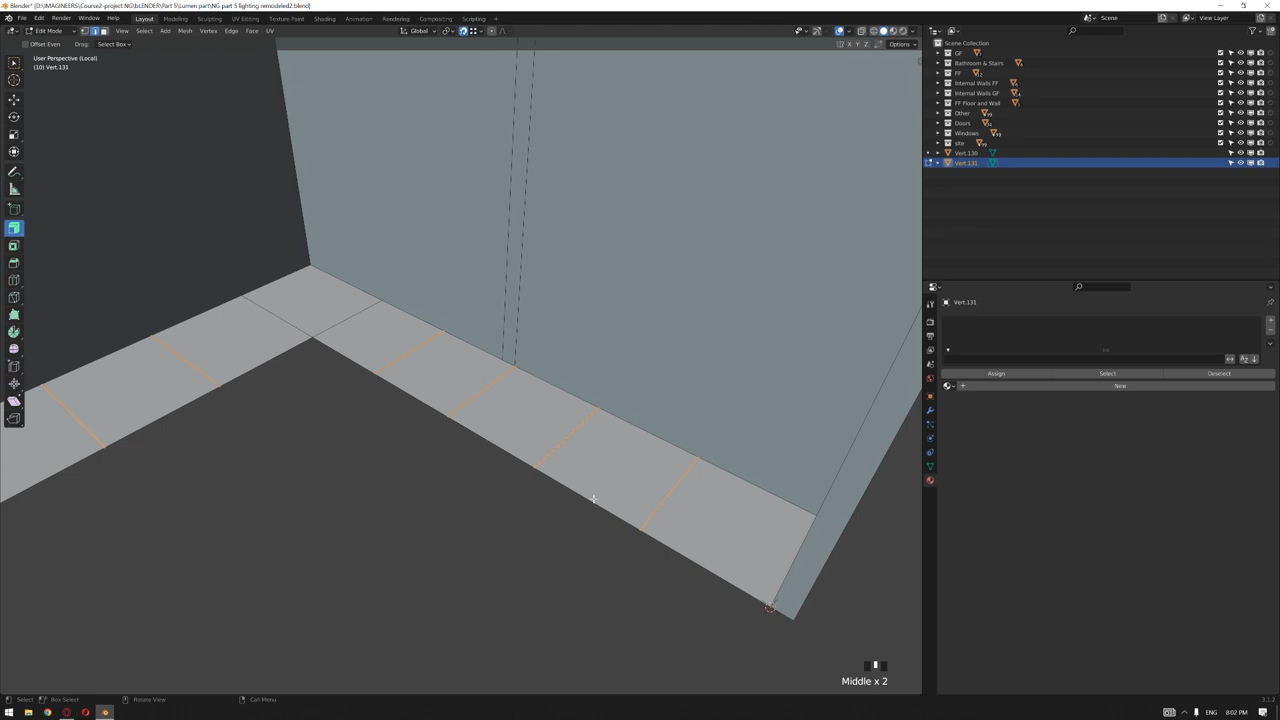 Blender* [D:\IMAGINEERS\Course2-project NG\bLENDER\Part 5\Lumen part\NG part 5 lighting remodeled2.blend]
File Edit Render Window Help Layout Modeling Sculpting UV Editing Texture Paint Shading Animation Rendering Compositing Scripting + Scene View Layer
Edit Mode View Select Add Mesh Vertex Edge Face UV Global
Offset Even Drag: Select Box X Y Z Options
User Perspective (Local)
(10) Vert.131
Scene Collection
GF
Bathroom & Stairs
FF
Internal Walls FF
Internal Walls GF
FF Floor and Wall
Other
Doors
Windows
site
Vert.130
Vert.131
Vert.131
Assign Select Deselect
+ New
Middle x 2
Select Box Select Rotate View Call Menu 3.1.2
ENG 8:02 PM